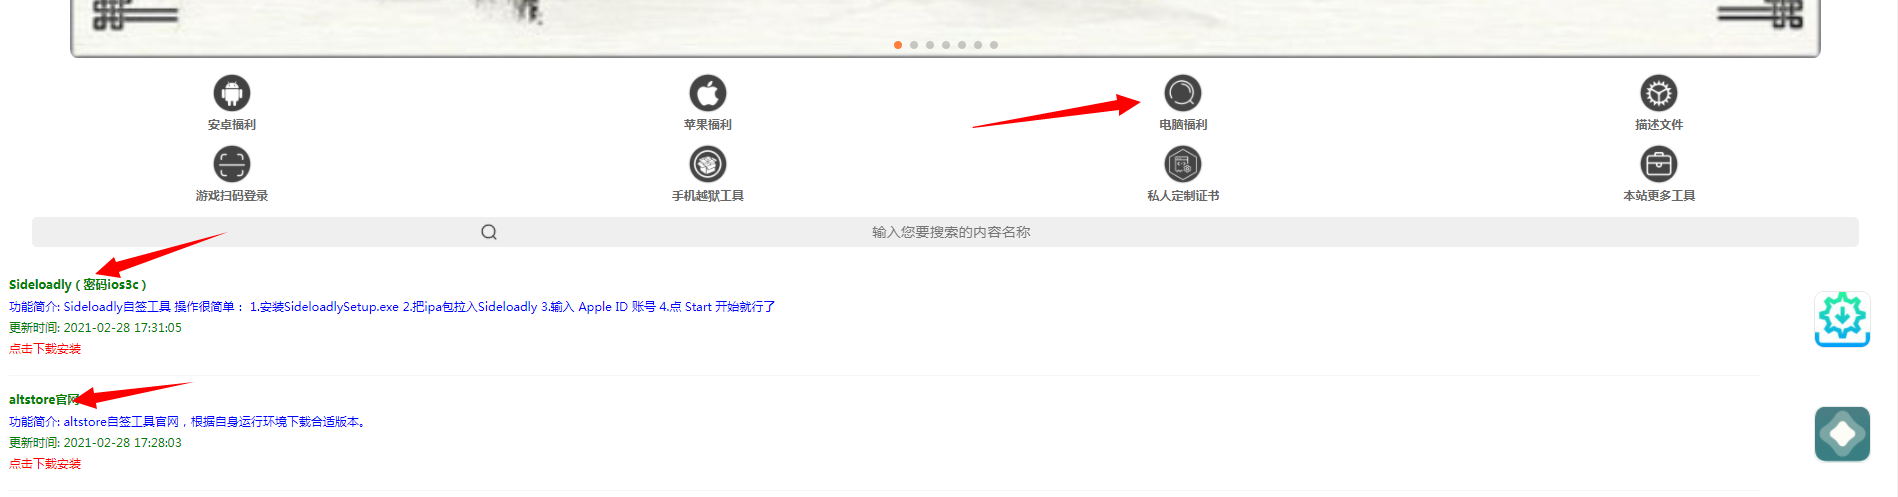 安卓福利
苹果福利
电脑福利
描述文件
游戏扫码登录
手机越狱工具
私人定制证书
本站更多工具
输入您要搜索的内容名称
Sideloadly（密码ios3c）
功能简介: Sideloadly自签工具 操作很简单： 1.安装SideloadlySetup.exe 2.把ipa包拉入Sideloadly 3.输入 Apple ID 账号 4.点 Start 开始就行了
更新时间: 2021-02-28 17:31:05
点击下载安装
altstore官网
功能简介: altstore自签工具官网，根据自身运行环境下载合适版本。
更新时间: 2021-02-28 17:28:03
点击下载安装